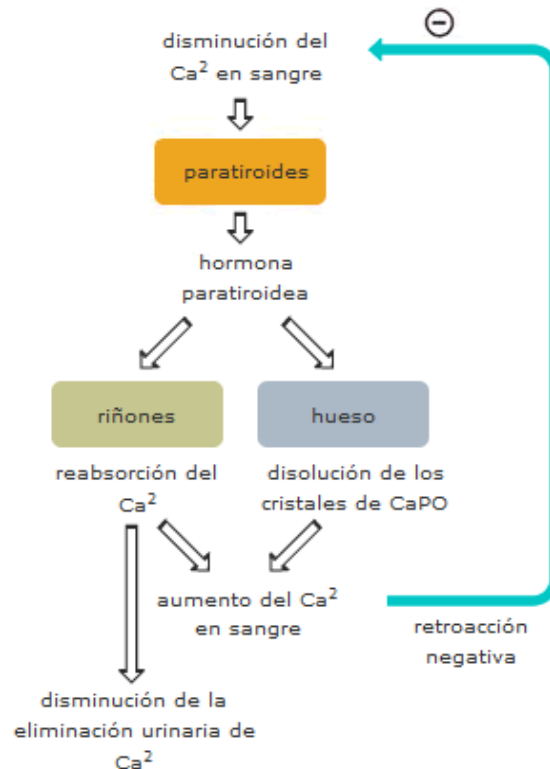 ⊖
disminución del
Ca² en sangre
paratiroides
hormona
paratiroidea
riñones
hueso
reabsorción del
Ca²
disolución de los
cristales de CaPO
aumento del Ca²
en sangre
retroacción
negativa
disminución de la
eliminación urinaria de
Ca²